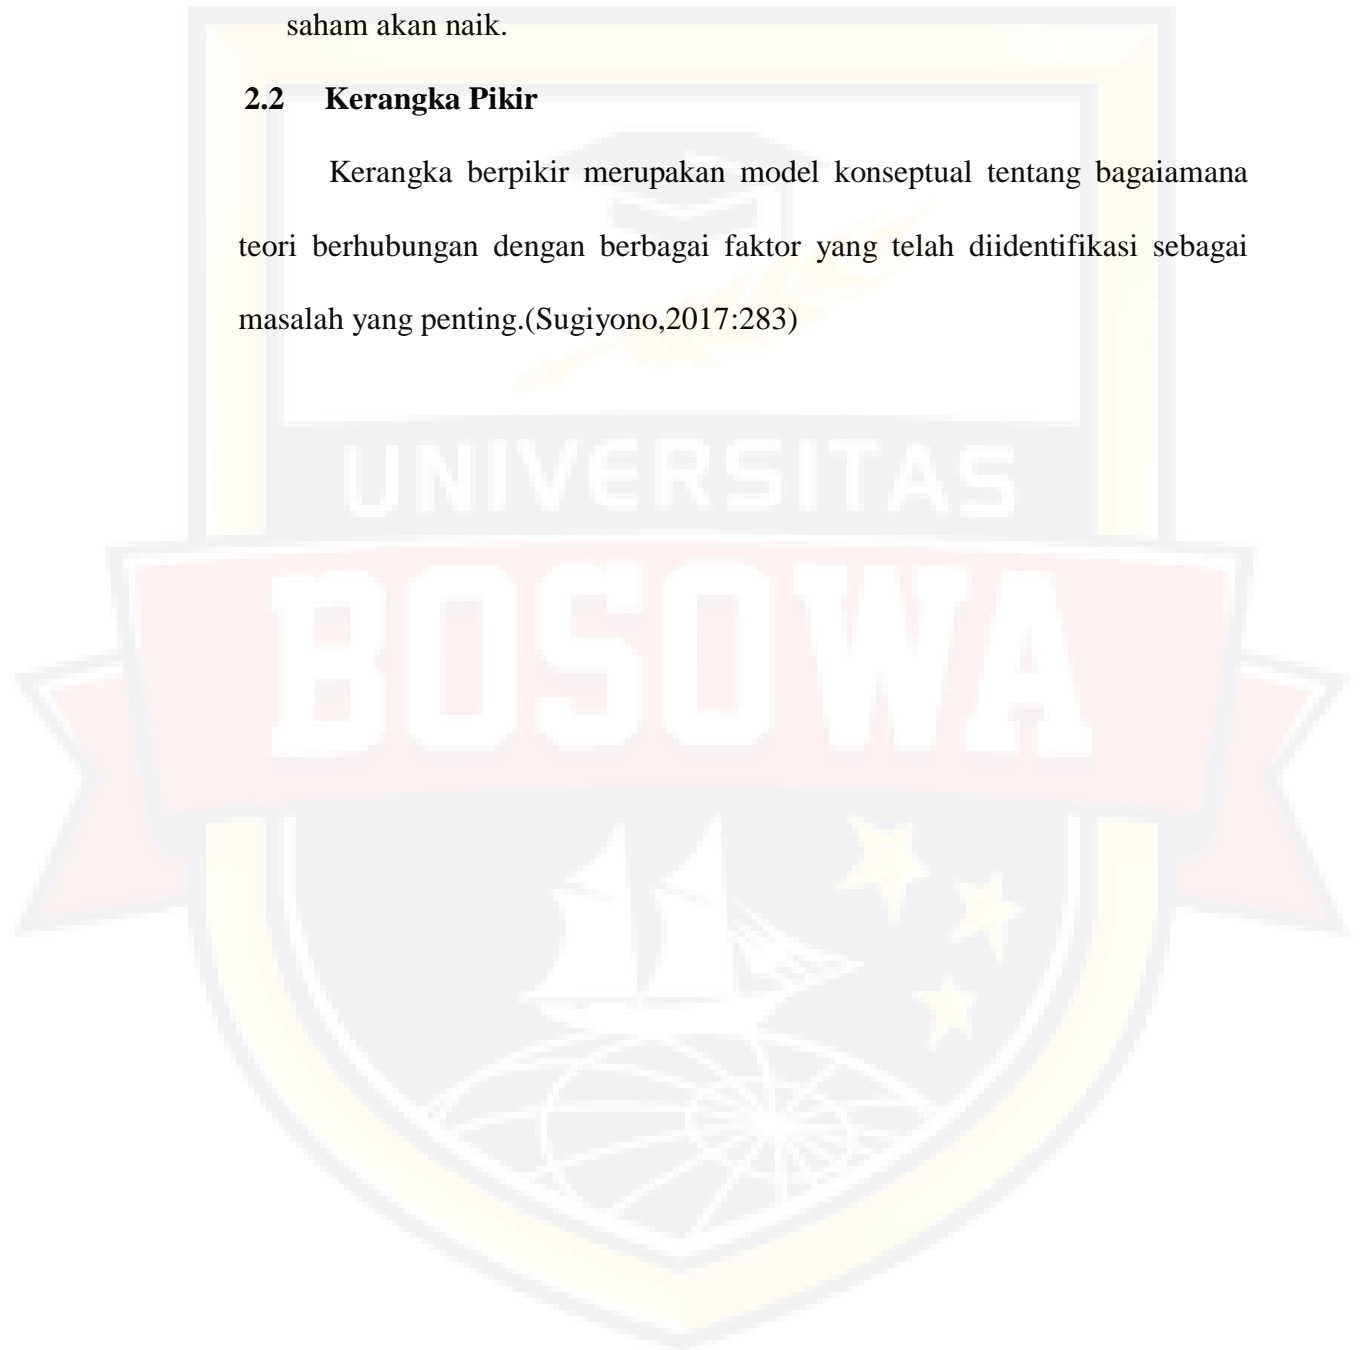 saham akan naik.
2.2 Kerangka Pikir
Kerangka berpikir merupakan model konseptual tentang bagaiamana
teori berhubungan dengan berbagai faktor yang telah diidentifikasi sebagai
masalah yang penting.(Sugiyono,2017:283)
UNIVERSITAS
BOSOWA